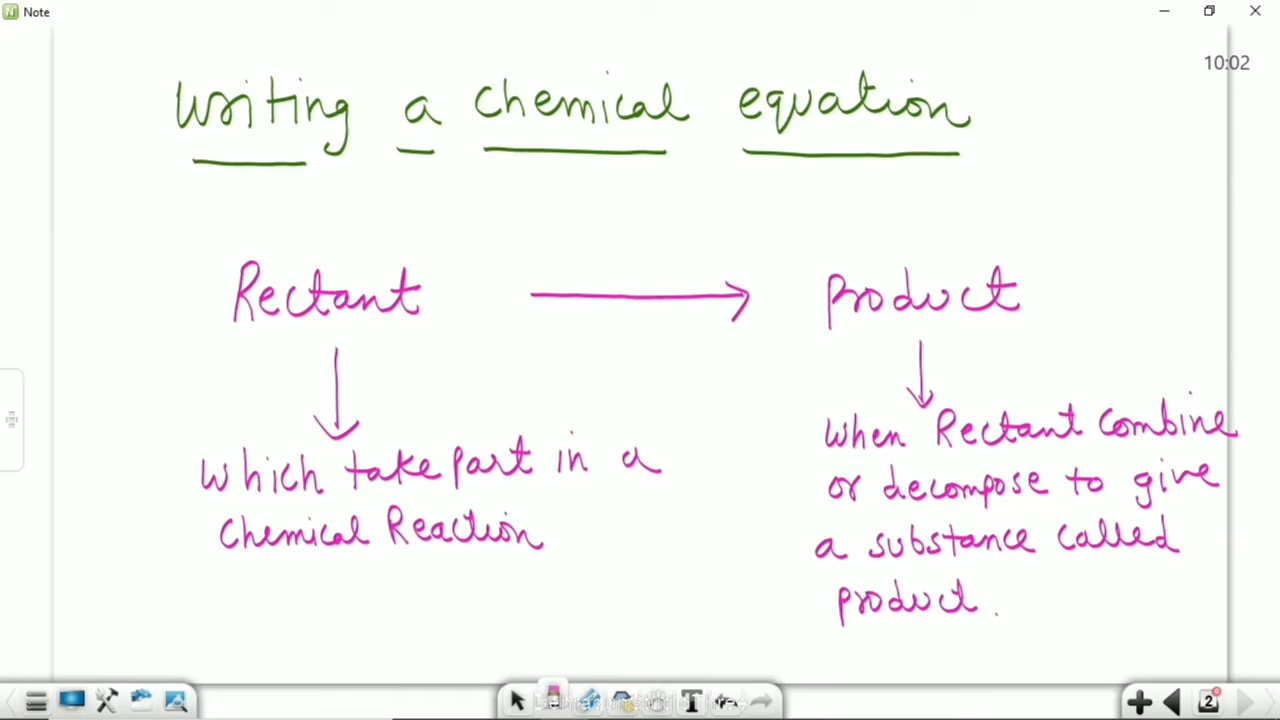 Note
10:02
Writing a chemical equation
Rectant → Product
which take part in a
Chemical Reaction
when Rectant combine
or decompose to give
a substance called
product.
2